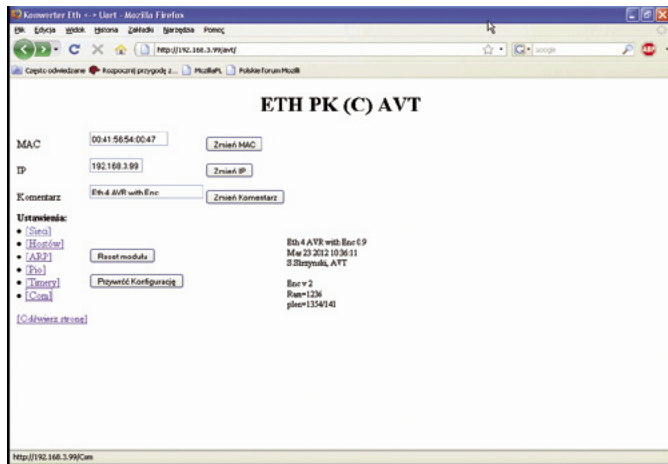 Konwerter Eth <-> Uart - Mozilla Firefox
Plik Edycja Widok Historia Zakładki Narzędzia Pomoc
http://192.168.3.99/avt/ Google
Często odwiedzane Rozpocznij przygodę z... MozillaPL Polskie forum Mozilli
ETH PK (C) AVT
MAC 00:41:56:54:00:47 Zmień MAC
IP 192.168.3.99 Zmień IP
Komentarz Eth 4 AVR with Enc Zmień Komentarz
Ustawienia:
• [Sieci]
• [Hostów]
• [ARP]
• [Pio]
• [Timery]
• [Com]
Reset modułu
Przywróć Konfigurację
[Odśwież stronę]
Eth 4 AVR with Enc 0.9
Mar 23 2012 10:36:11
AVT
Enc v 2
Ram=1236
plen=1354/141
http://192.168.3.99/Com